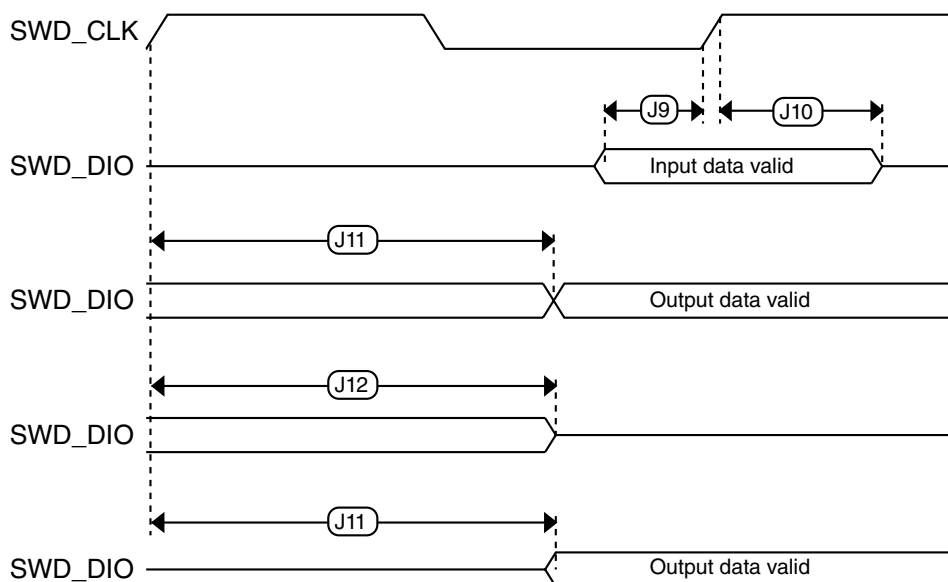 SWD_CLK
J9
J10
SWD_DIO
Input data valid
J11
SWD_DIO
Output data valid
J12
SWD_DIO
J11
SWD_DIO
Output data valid